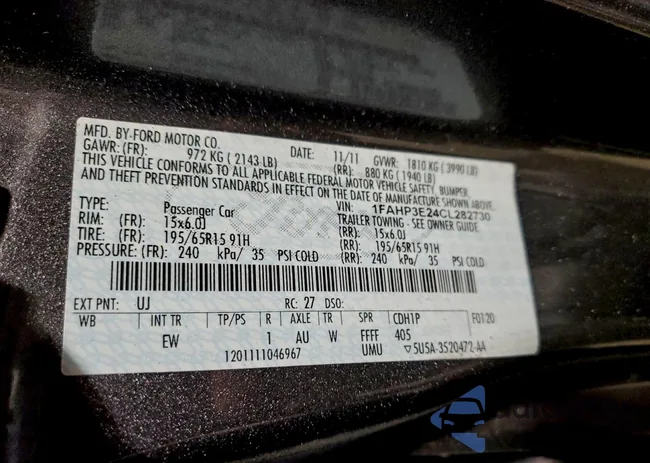 MFD. BY-FORD MOTOR CO.
DATE: 11/11 GVWR: 1810 KG ( 3990 LB)
GAWR: (FR): 972 KG ( 2143 LB) (RR): 880 KG ( 1940 LB)
THIS VEHICLE CONFORMS TO ALL APPLICABLE FEDERAL MOTOR VEHICLE SAFETY, BUMPER,
AND THEFT PREVENTION STANDARDS IN EFFECT ON THE DATE OF MANUFACTURE SHOWN ABOVE.
VIN: 1FAHP3E24CL282730
TYPE: Passenger Car TRAILER TOWING - SEE OWNER GUIDE
RIM: (FR): 15x6.0J (RR): 15x6.0J
TIRE: (FR): 195/65R15 91H (RR): 195/65R15 91H
PRESSURE: (FR): 240 kPa/ 35 PSI COLD (RR): 240 kPa/ 35 PSI COLD
EXT PNT: UJ RC: 27 DSO: F0120
WB INT TR TP/PS R AXLE TR SPR CDH1P
EW 1 AU W FFFF 405
1201111046967 UMU ▽5U5A-3520472-AA